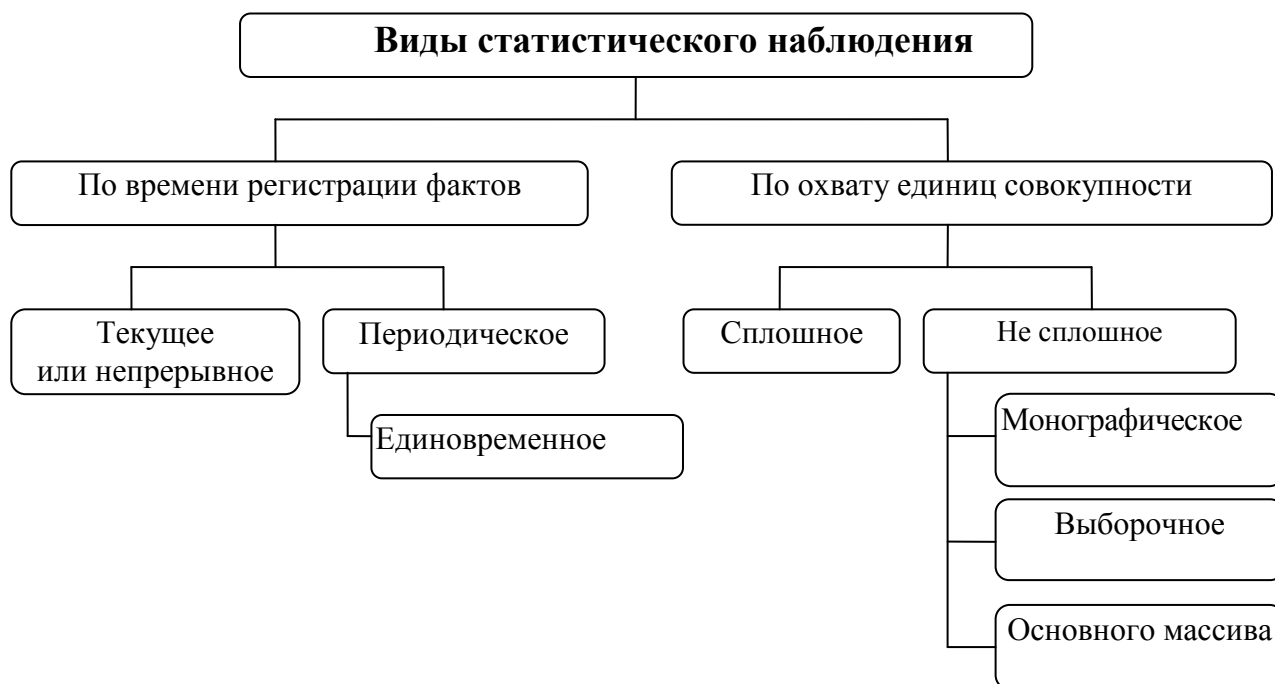 Виды статистического наблюдения
По времени регистрации фактов
По охвату единиц совокупности
Текущее
или непрерывное
Периодическое
Сплошное
Не сплошное
Единовременное
Монографическое
Выборочное
Основного массива